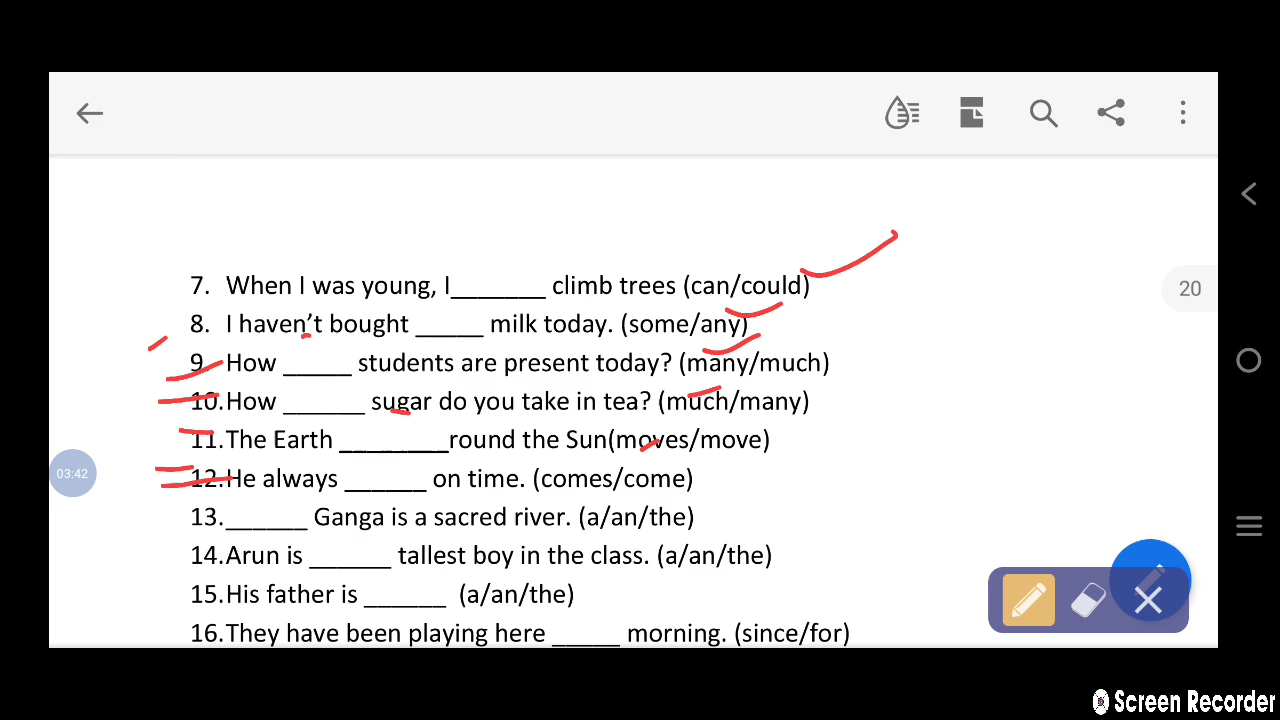 20
7. When I was young, I_______ climb trees (can/could)
8. I haven't bought _____ milk today. (some/any)
9. How _____ students are present today? (many/much)
10.How ______ sugar do you take in tea? (much/many)
11.The Earth ________round the Sun(moves/move)
12.He always ______ on time. (comes/come)
13.______ Ganga is a sacred river. (a/an/the)
14.Arun is ______ tallest boy in the class. (a/an/the)
15.His father is ______ (a/an/the)
16.They have been playing here _____ morning. (since/for)
03:42
Screen Recorder